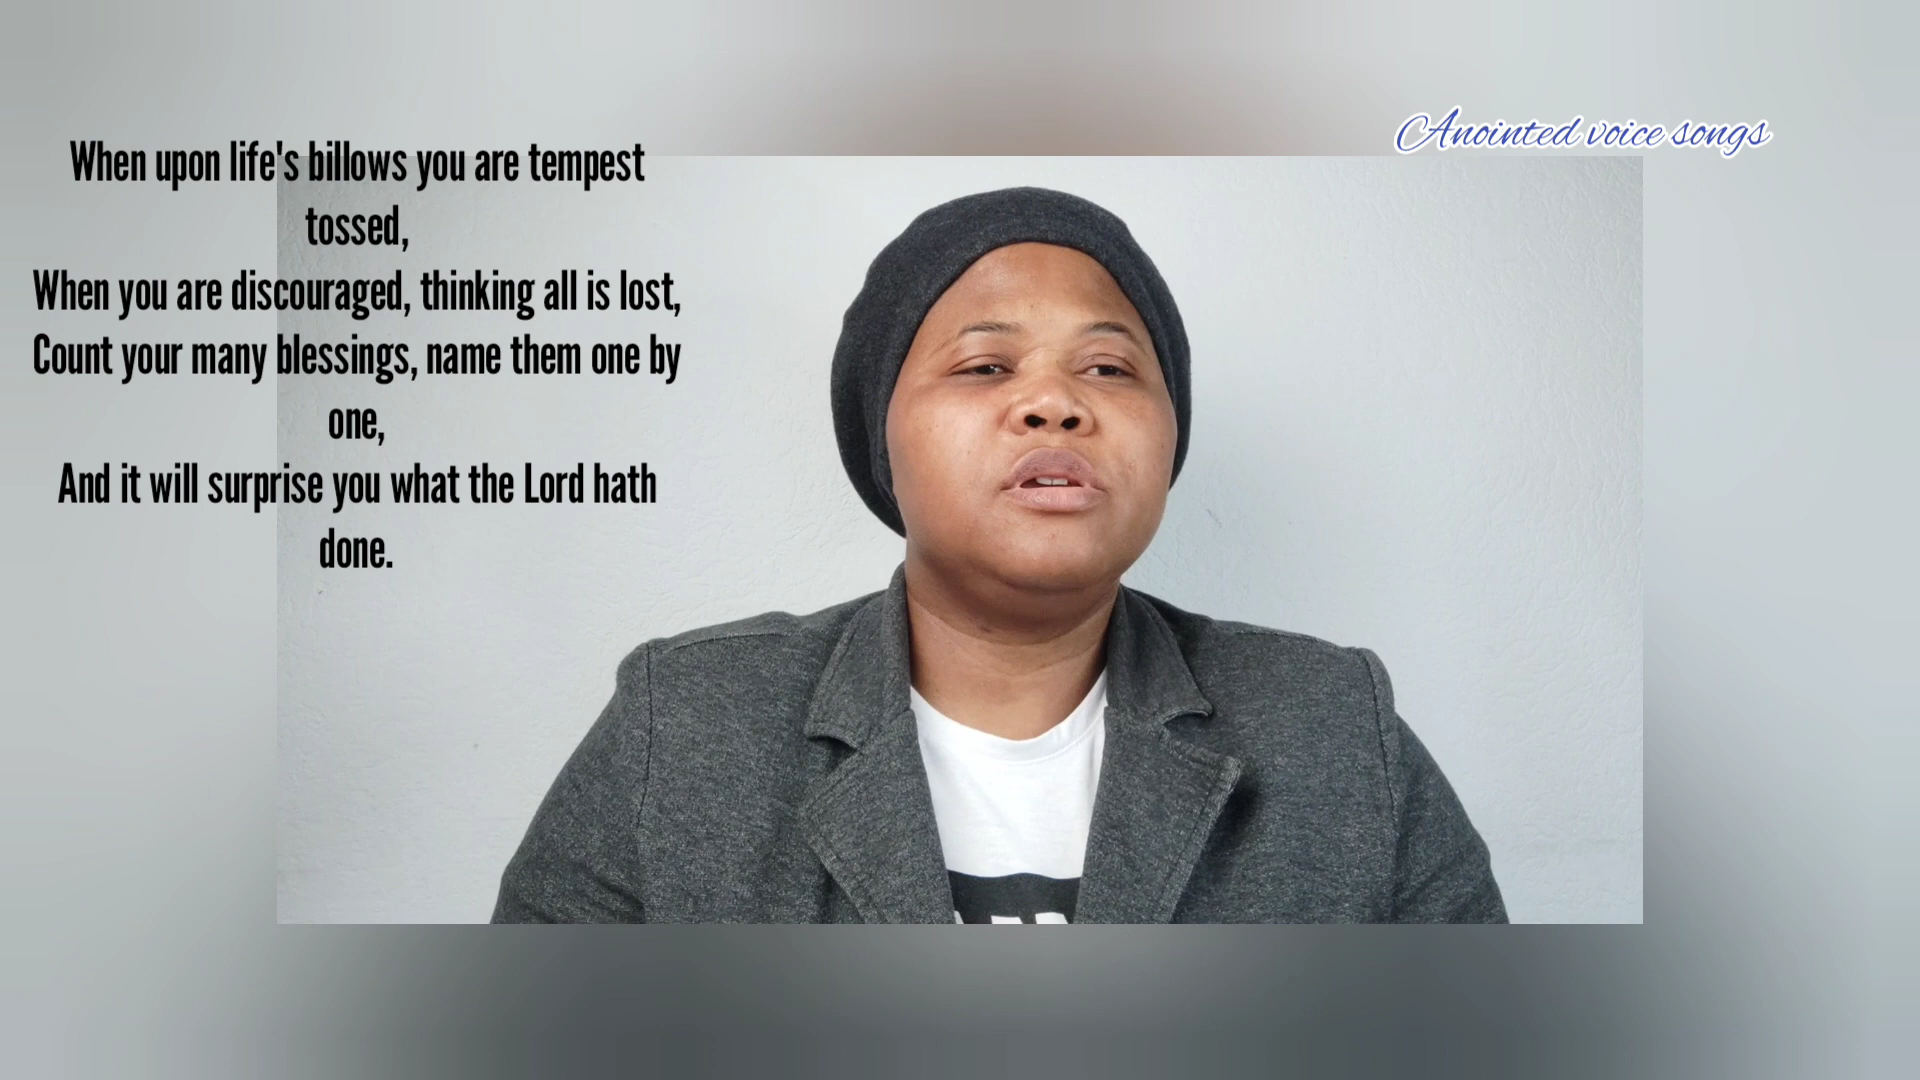 When upon life's billows you are tempest
tossed,
When you are discouraged, thinking all is lost,
Count your many blessings, name them one by
one,
And it will surprise you what the Lord hath
done.
Anointed voice songs